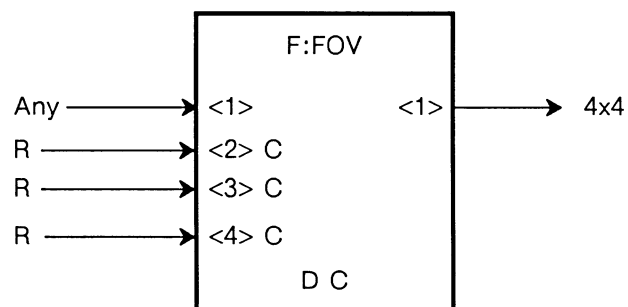 F:FOV
Any <1> <1> 4x4
R <2> C
R <3> C
R <4> C
D C